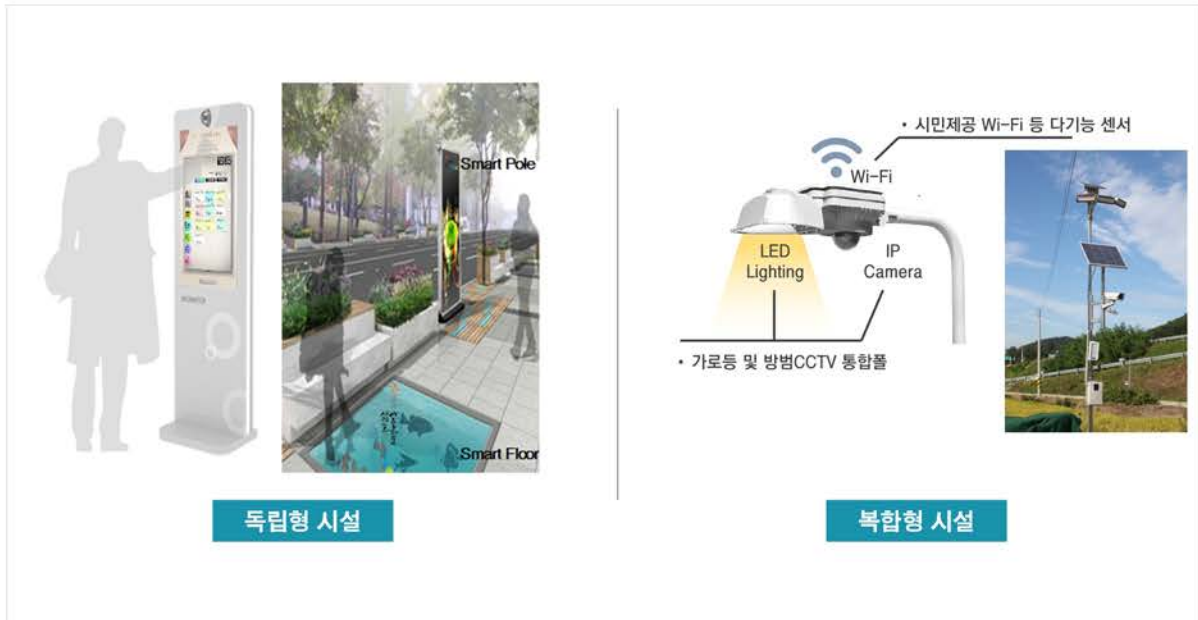 Smart Pole
Smart Floor
독립형 시설
• 시민제공 Wi-Fi 등 다기능 센서
Wi-Fi
LED
Lighting
IP
Camera
• 가로등 및 방범CCTV 통합폴
복합형 시설